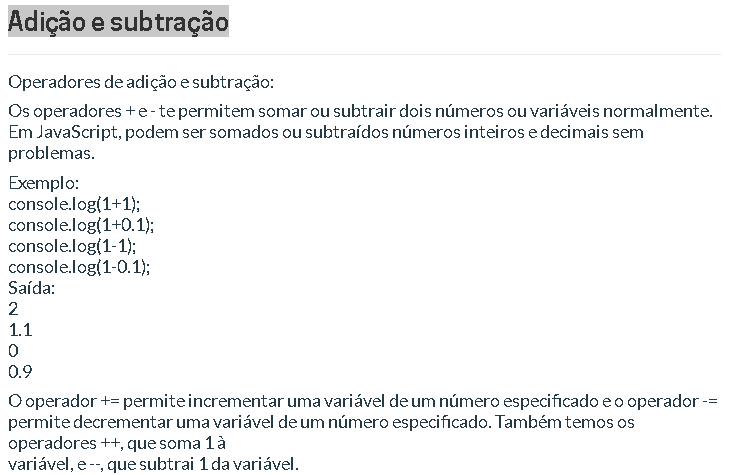 Adição e subtração
Operadores de adição e subtração:
Os operadores + e - te permitem somar ou subtrair dois números ou variáveis normalmente.
Em JavaScript, podem ser somados ou subtraídos números inteiros e decimais sem
problemas.
Exemplo:
console.log(1+1);
console.log(1+0.1);
console.log(1-1);
console.log(1-0.1);
Saída:
2
1.1
0
0.9
O operador += permite incrementar uma variável de um número especificado e o operador -=
permite decrementar uma variável de um número especificado. Também temos os
operadores ++, que soma 1 à
variável, e --, que subtrai 1 da variável.